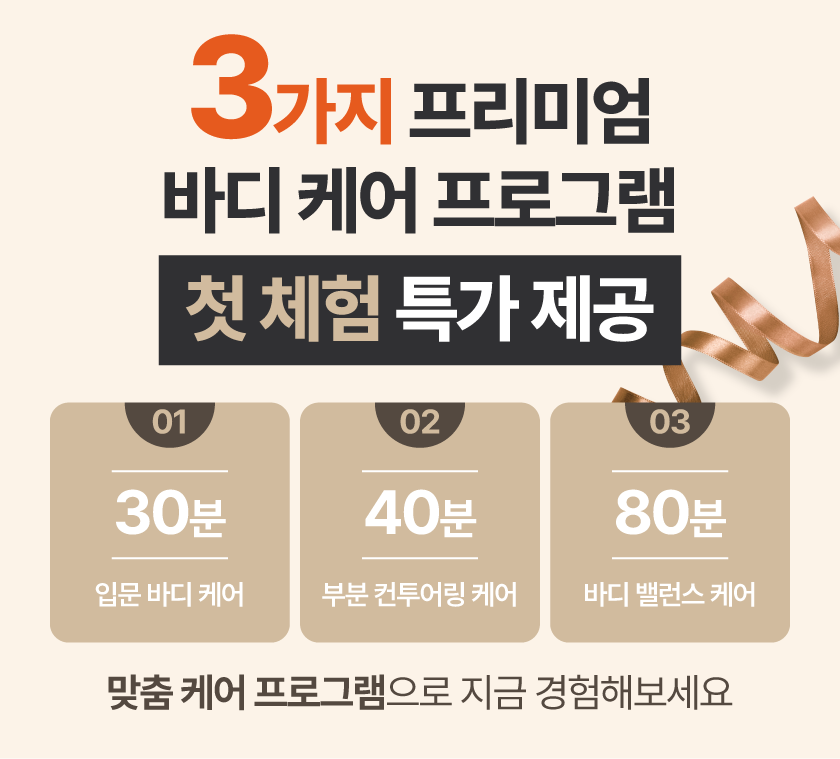 3가지 프리미엄
바디 케어 프로그램
첫 체험 특가 제공
01
30분
입문 바디 케어
02
40분
부분 컨투어링 케어
03
80분
바디 밸런스 케어
맞춤 케어 프로그램으로 지금 경험해보세요